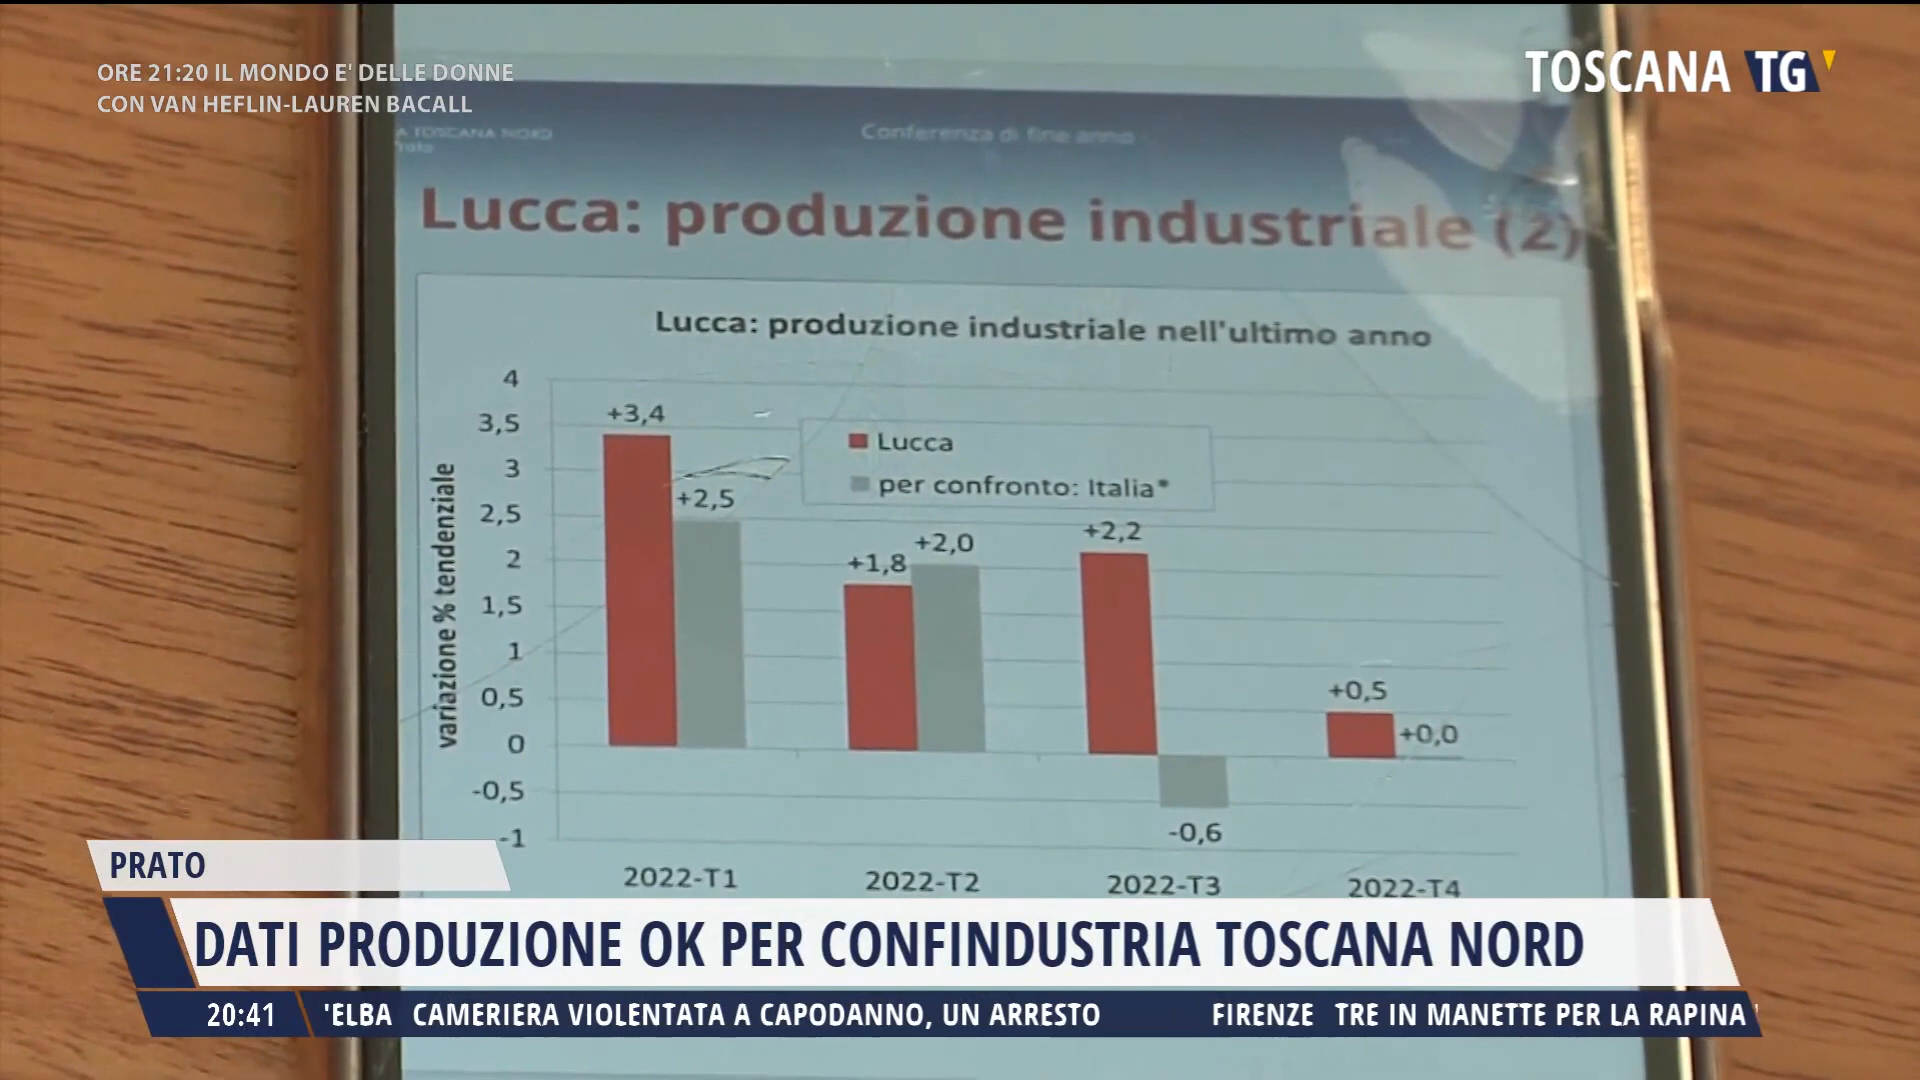 ORE 21:20 IL MONDO E' DELLE DONNE
CON VAN HEFLIN-LAUREN BACALL
TOSCANA TG
A TOSCANA NORD
Conferenza di fine anno
Lucca: produzione industriale (2)
Lucca: produzione industriale nell'ultimo anno
variazione % tendenziale
4
3,5
3
2,5
2
1,5
1
0,5
0
-0,5
-1
Lucca
per confronto: Italia*
+3,4
+2,5
+1,8
+2,0
+2,2
-0,6
+0,5
+0,0
2022-T1
2022-T2
2022-T3
2022-T4
PRATO
DATI PRODUZIONE OK PER CONFINDUSTRIA TOSCANA NORD
20:41 'ELBA CAMERIERA VIOLENTATA A CAPODANNO, UN ARRESTO FIRENZE TRE IN MANETTE PER LA RAPINA